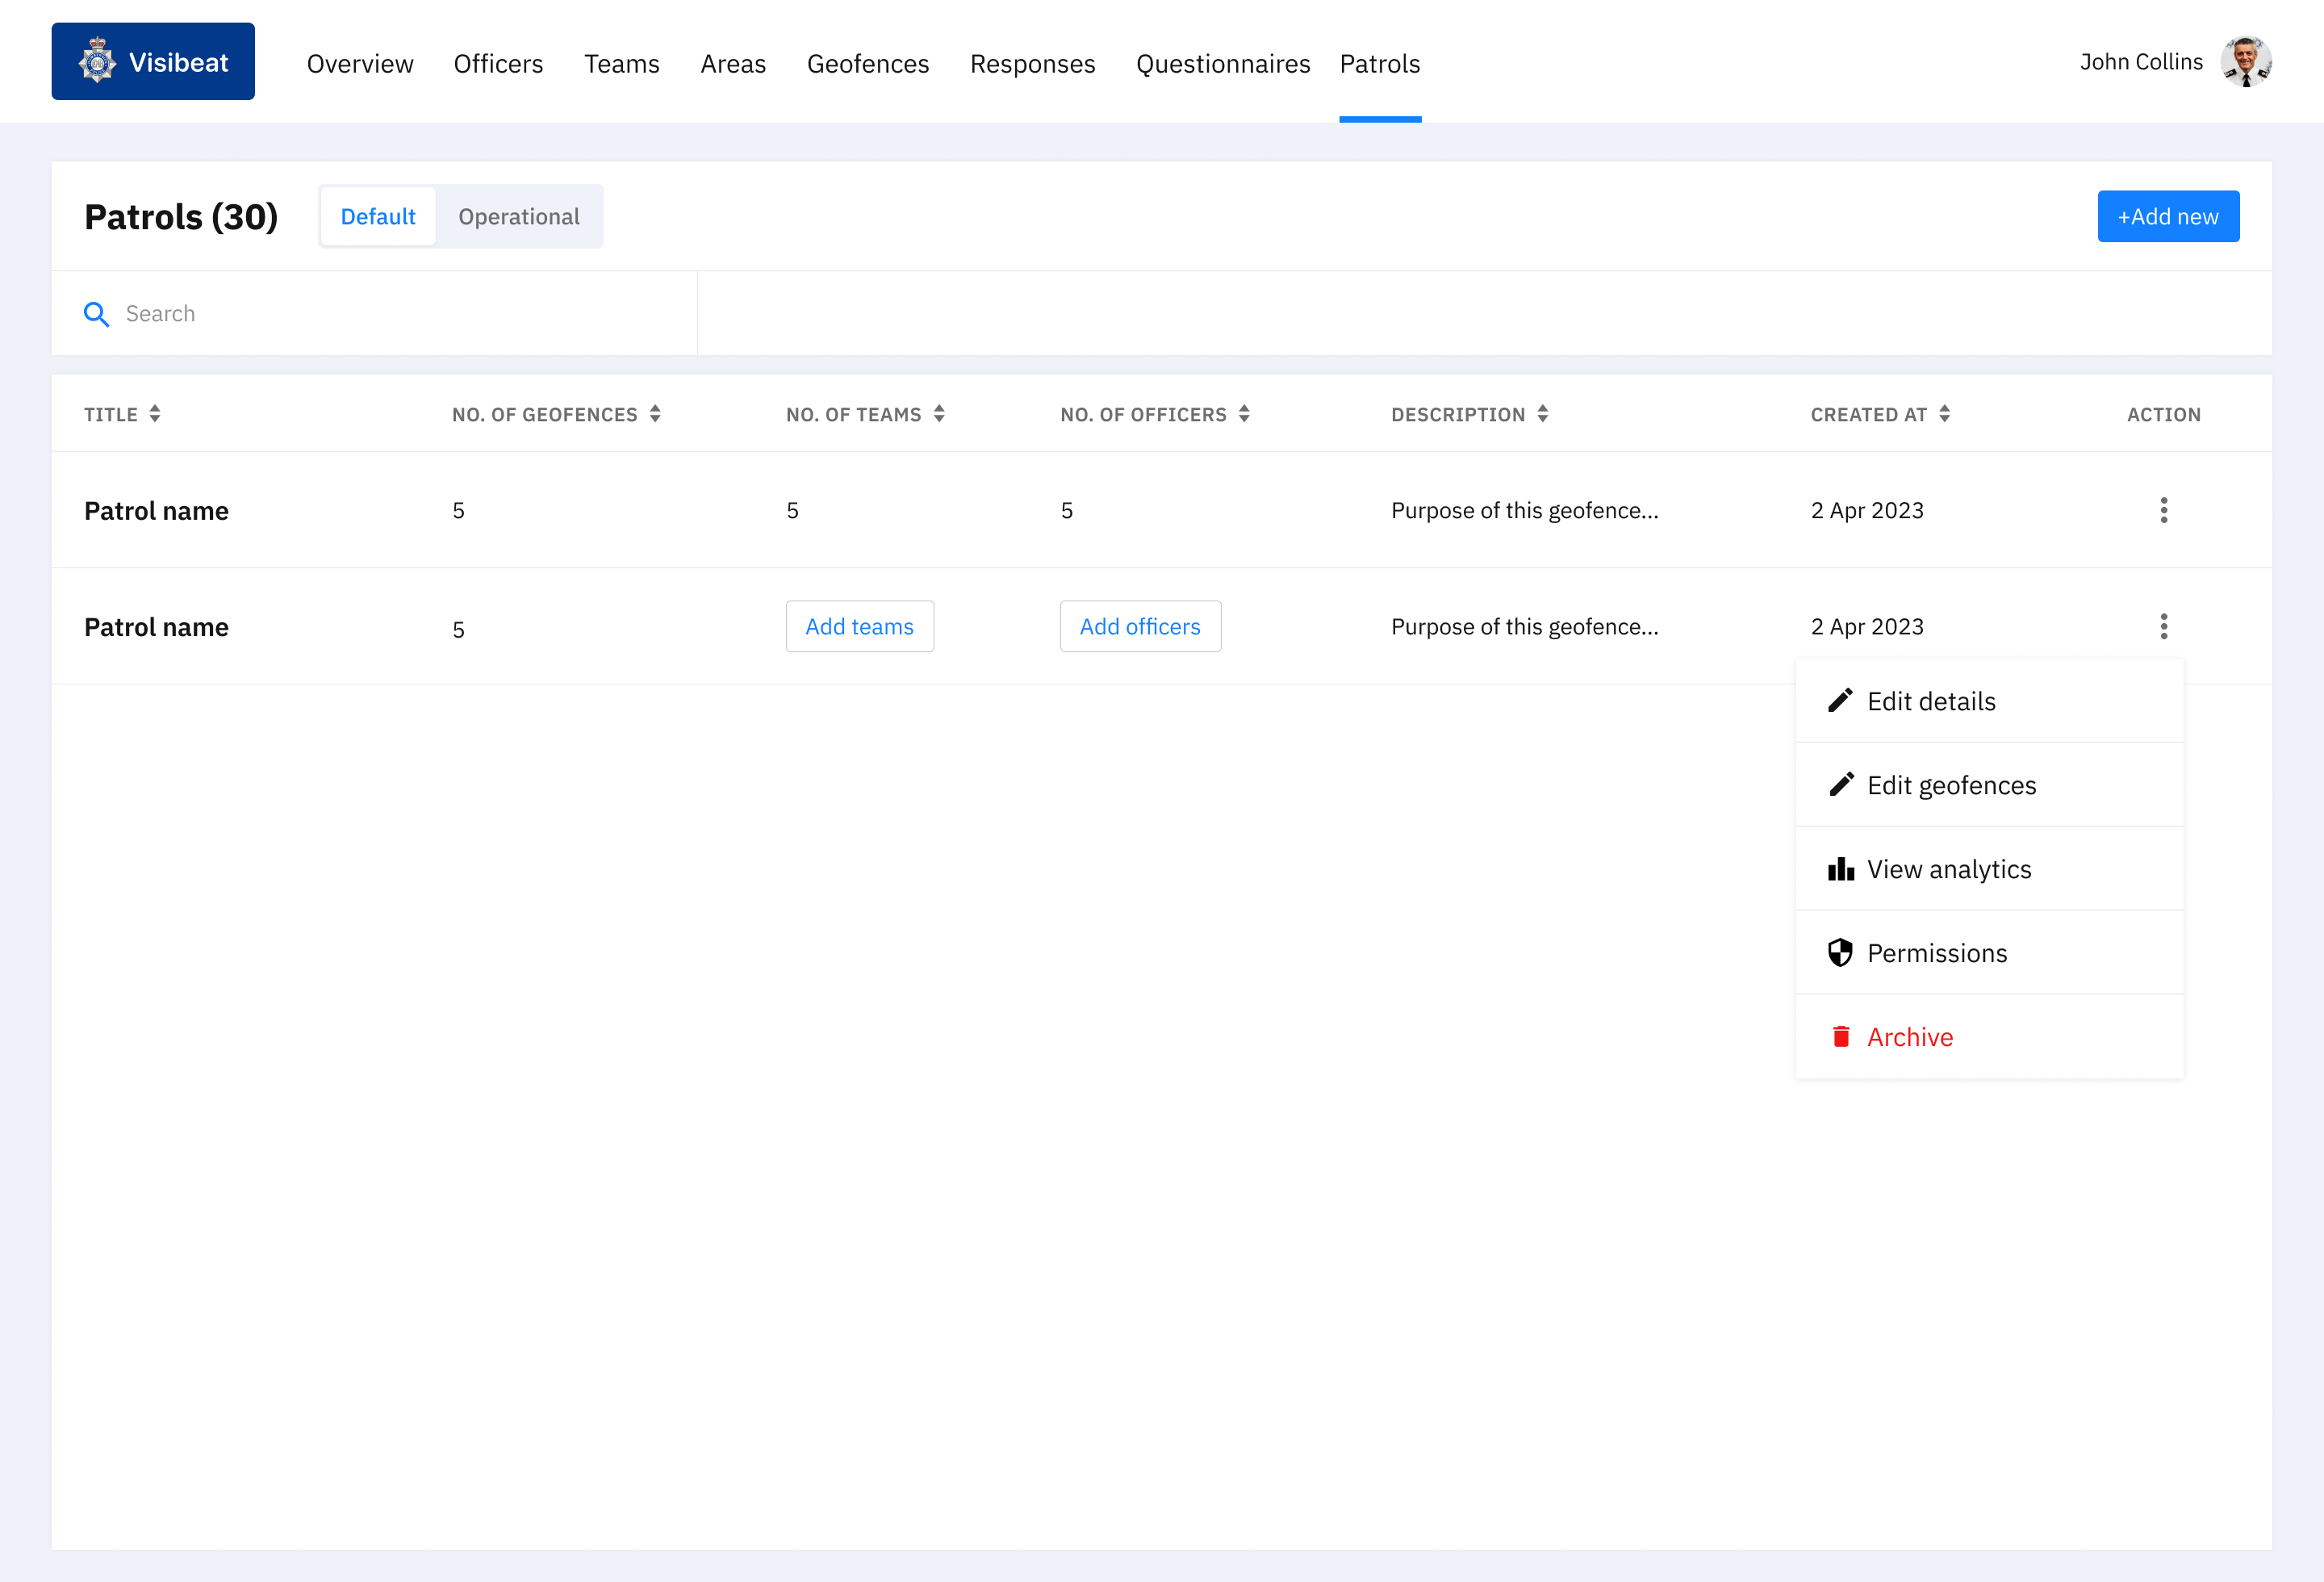 Visibeat
Overview Officers Teams Areas Geofences Responses Questionnaires Patrols
John Collins
Patrols (30) Default Operational +Add new
Search
TITLE NO. OF GEOFENCES NO. OF TEAMS NO. OF OFFICERS DESCRIPTION CREATED AT ACTION
Patrol name 5 5 5 Purpose of this geofence... 2 Apr 2023
Patrol name 5 Add teams Add officers Purpose of this geofence... 2 Apr 2023
Edit details
Edit geofences
View analytics
Permissions
Archive